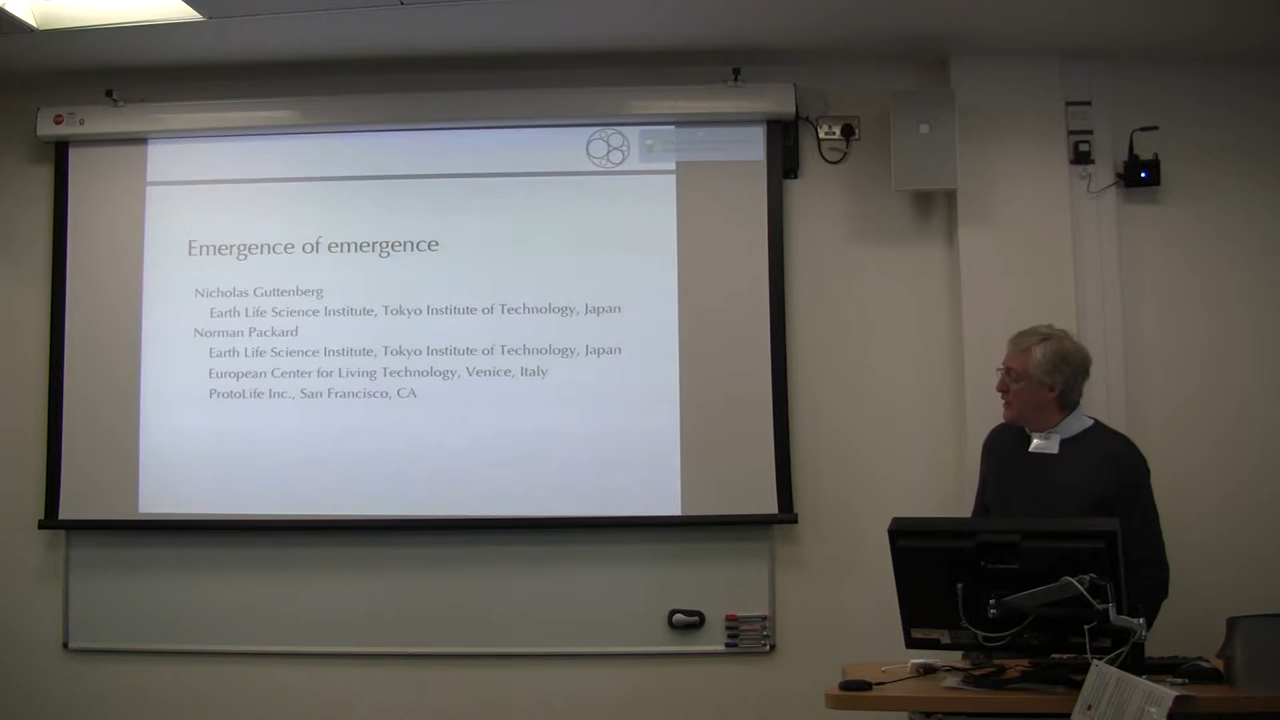 Emergence of emergence
Nicholas Guttenberg
Earth Life Science Institute, Tokyo Institute of Technology, Japan
Norman Packard
Earth Life Science Institute, Tokyo Institute of Technology, Japan
European Center for Living Technology, Venice, Italy
ProtoLife Inc., San Francisco, CA